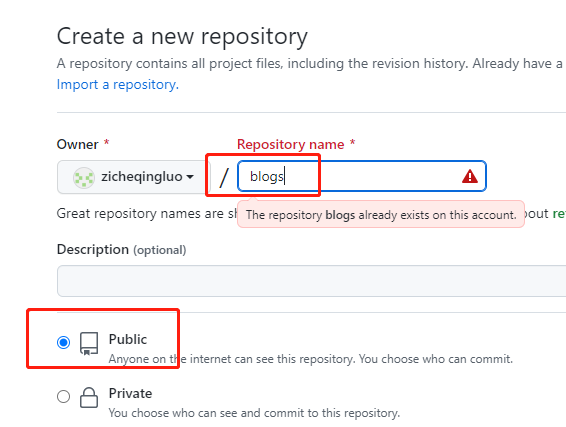 Create a new repository
A repository contains all project files, including the revision history. Already have a
Import a repository.
Owner * Repository name *
zicheqingluo / blogs
Great repository names are sh
The repository blogs already exists on this account.
out re
Description (optional)
Public
Anyone on the internet can see this repository. You choose who can commit.
Private
You choose who can see and commit to this repository.